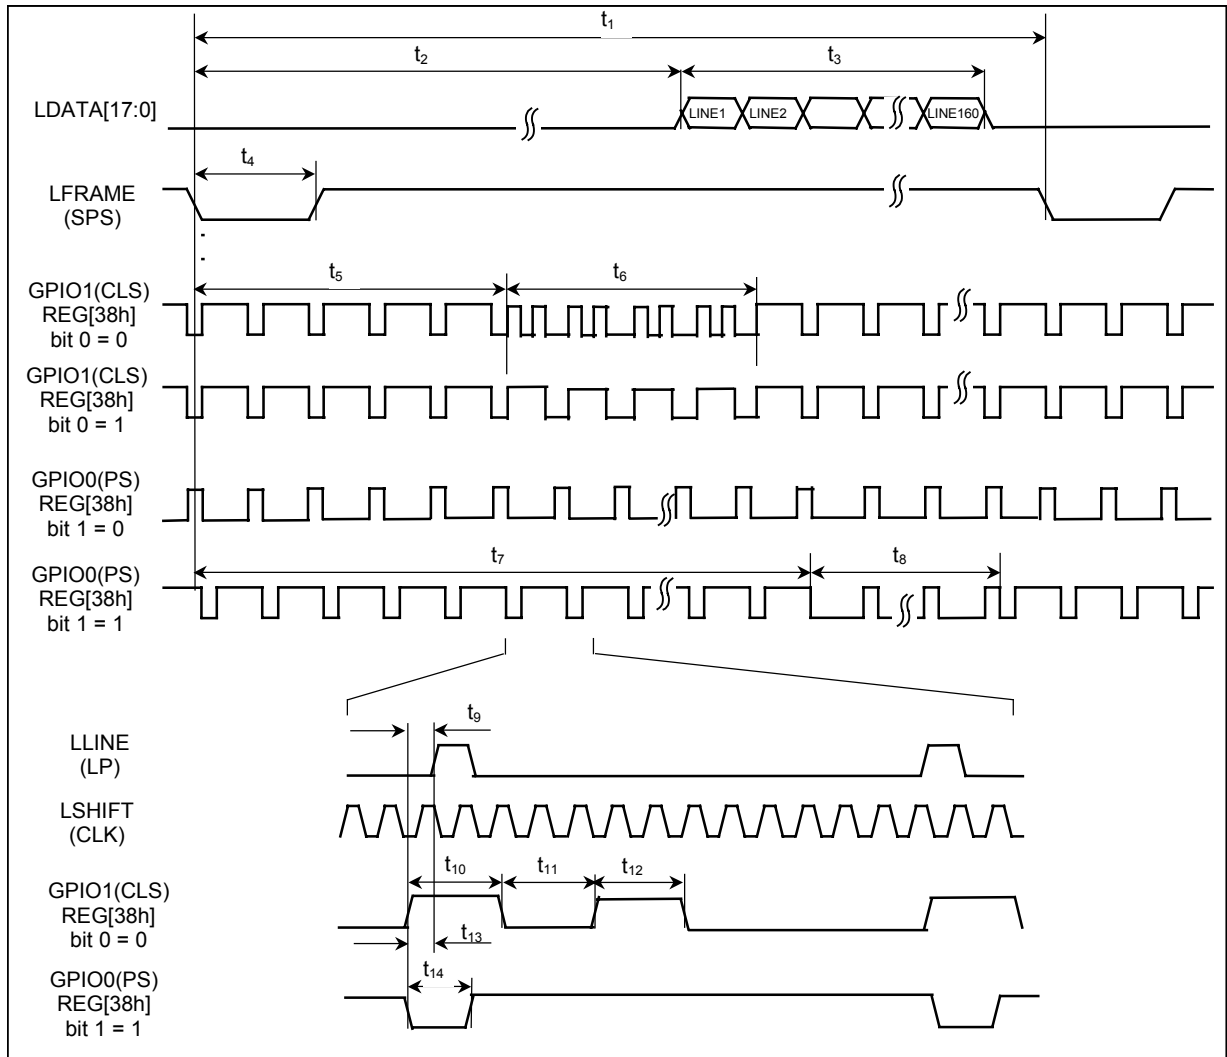 t1
t2
t3
LDATA[17:0]
LINE1
LINE2
LINE160
t4
LFRAME
(SPS)
t5
t6
GPIO1(CLS)
REG[38h]
bit 0 = 0
GPIO1(CLS)
REG[38h]
bit 0 = 1
GPIO0(PS)
REG[38h]
bit 1 = 0
t7
t8
GPIO0(PS)
REG[38h]
bit 1 = 1
t9
LLINE
(LP)
LSHIFT
(CLK)
t10
t11
t12
GPIO1(CLS)
REG[38h]
bit 0 = 0
t13
t14
GPIO0(PS)
REG[38h]
bit 1 = 1